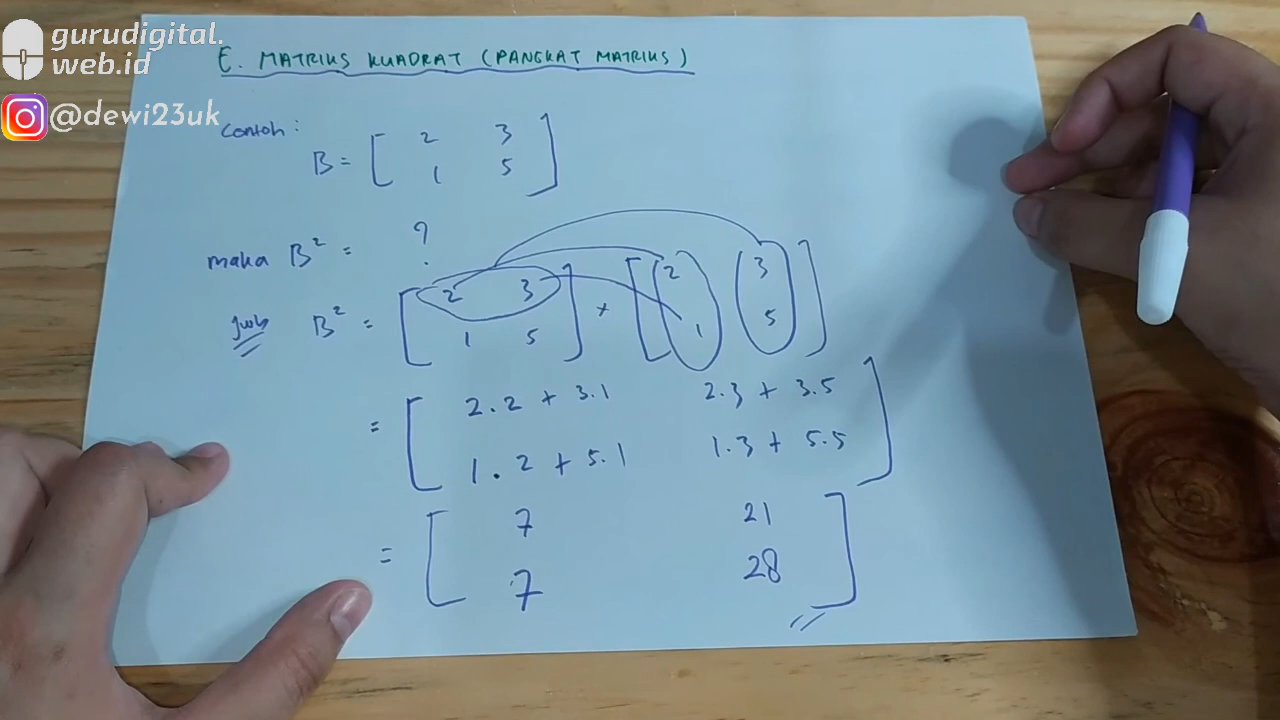 gurudigital.
web.id
@dewi23uk
E. MATRIKS KUADRAT (PANGKAT MATRIKS)
Contoh:
B = [ 2 3
1 5 ]
maka B² = ?
Jwb B² = [ 2 3
1 5 ] x [ 2 3
1 5 ]
= [ 2.2 + 3.1 2.3 + 3.5
1.2 + 5.1 1.3 + 5.5 ]
= [ 7 21
7 28 ]